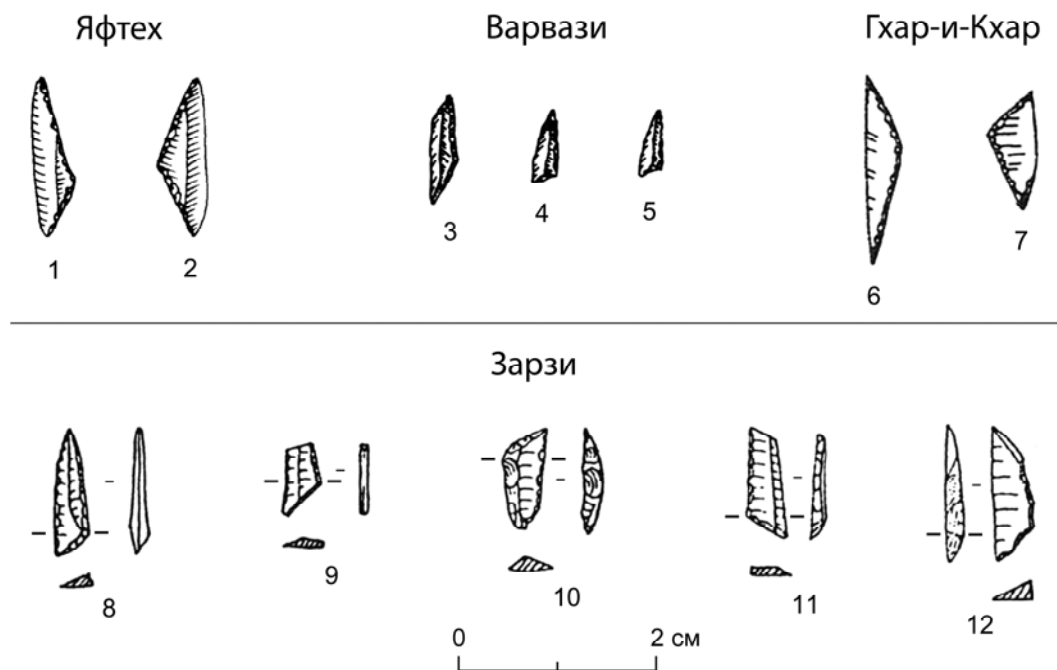 Яфтех Варвази Гхар-и-Кхар
1 2 3 4 5 6 7
Зарзи
8 9 10 11 12
0 2 см